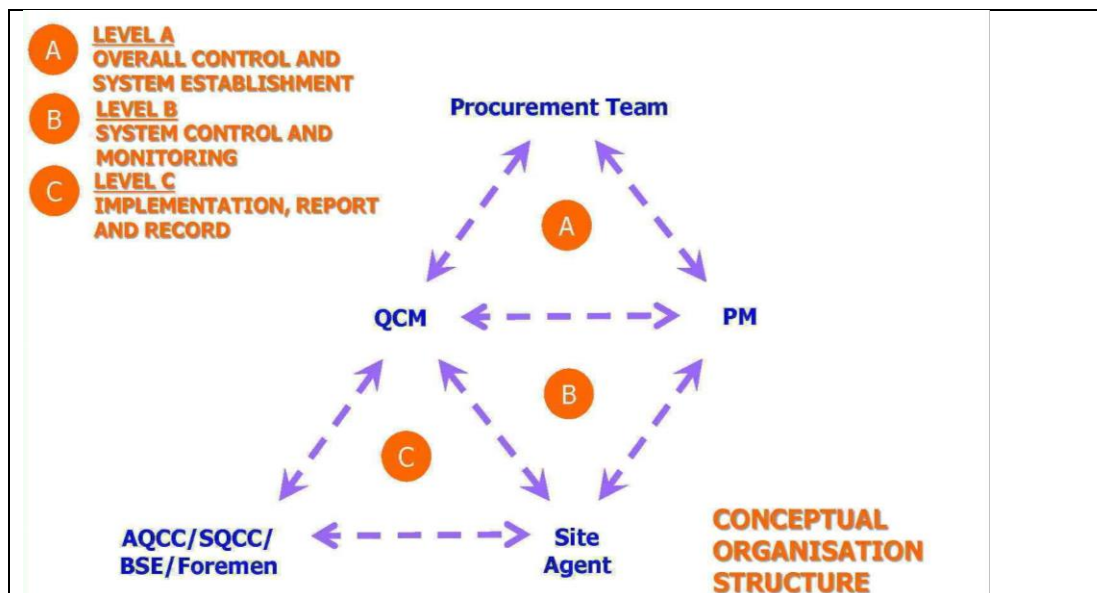 A
LEVEL A
OVERALL CONTROL AND
SYSTEM ESTABLISHMENT
B
LEVEL B
SYSTEM CONTROL AND
MONITORING
C
LEVEL C
IMPLEMENTATION, REPORT
AND RECORD
Procurement Team
A
QCM
PM
B
C
AQCC/SQCC/
BSE/Foremen
Site
Agent
CONCEPTUAL
ORGANISATION
STRUCTURE